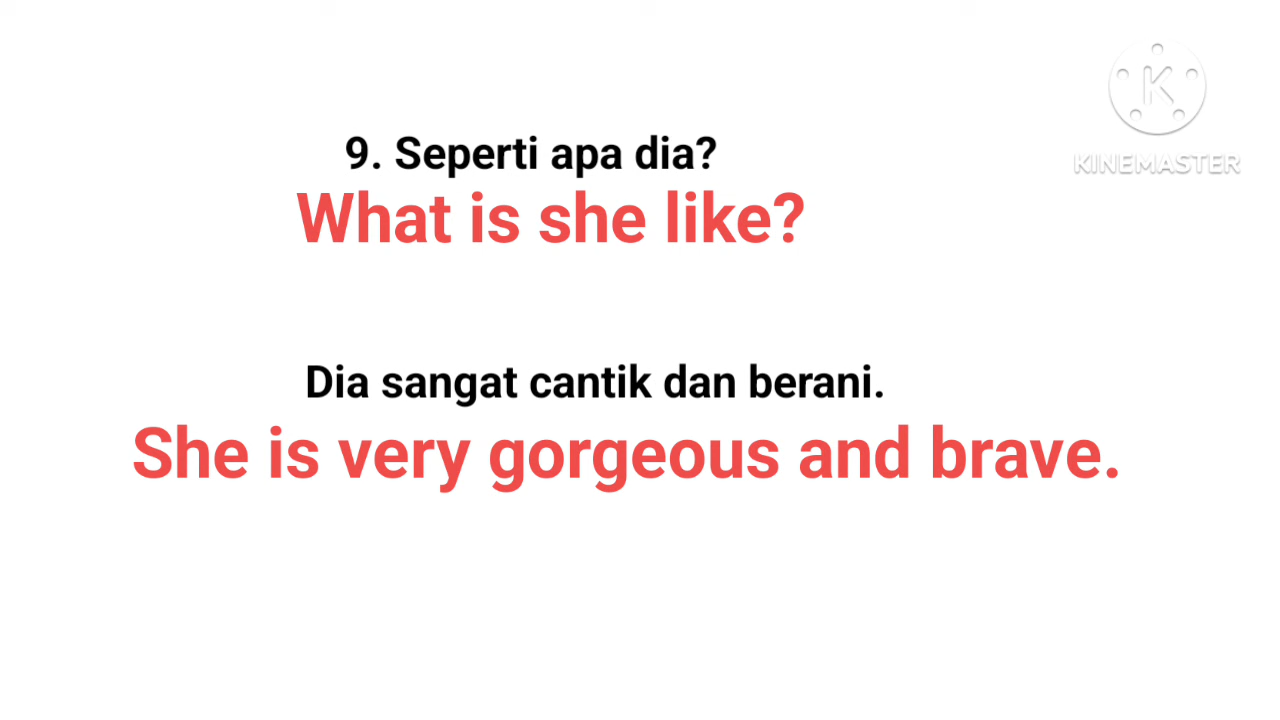 KINEMASTER
9. Seperti apa dia?
What is she like?
Dia sangat cantik dan berani.
She is very gorgeous and brave.